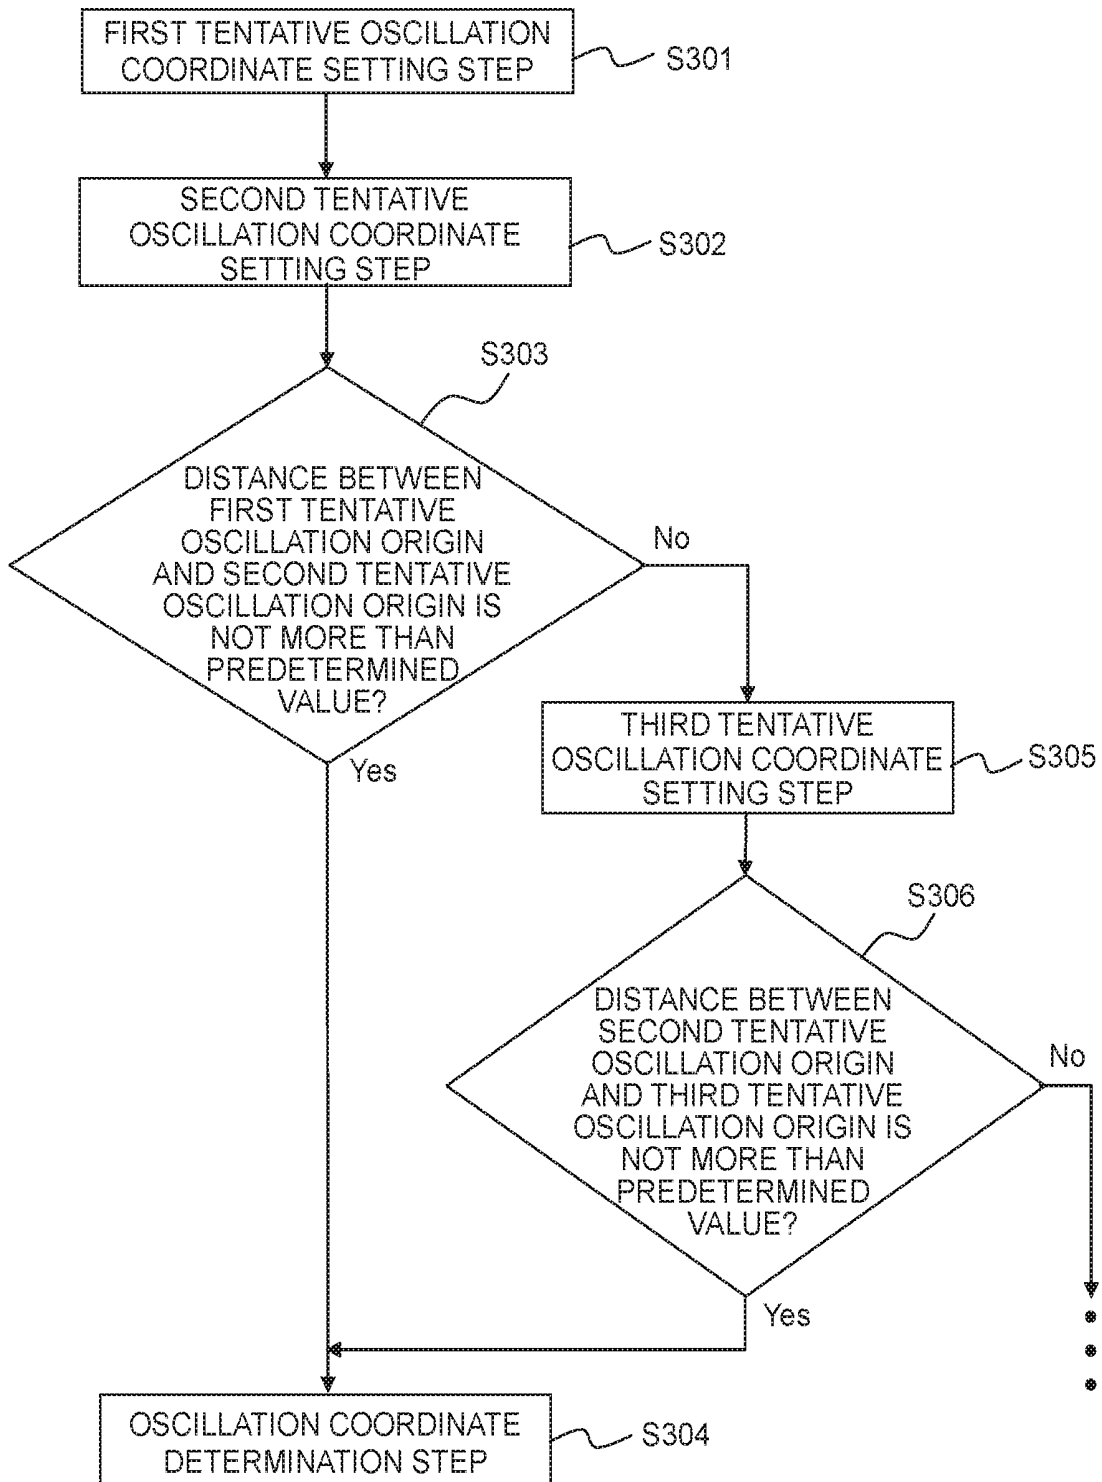 FIRST TENTATIVE OSCILLATION
COORDINATE SETTING STEP
S301
SECOND TENTATIVE
OSCILLATION COORDINATE
SETTING STEP
S302
S303
DISTANCE BETWEEN
FIRST TENTATIVE
OSCILLATION ORIGIN
AND SECOND TENTATIVE
OSCILLATION ORIGIN IS
NOT MORE THAN
PREDETERMINED
VALUE?
No
Yes
THIRD TENTATIVE
OSCILLATION COORDINATE
SETTING STEP
S305
S306
DISTANCE BETWEEN
SECOND TENTATIVE
OSCILLATION ORIGIN
AND THIRD TENTATIVE
OSCILLATION ORIGIN IS
NOT MORE THAN
PREDETERMINED
VALUE?
No
Yes
OSCILLATION COORDINATE
DETERMINATION STEP
S304